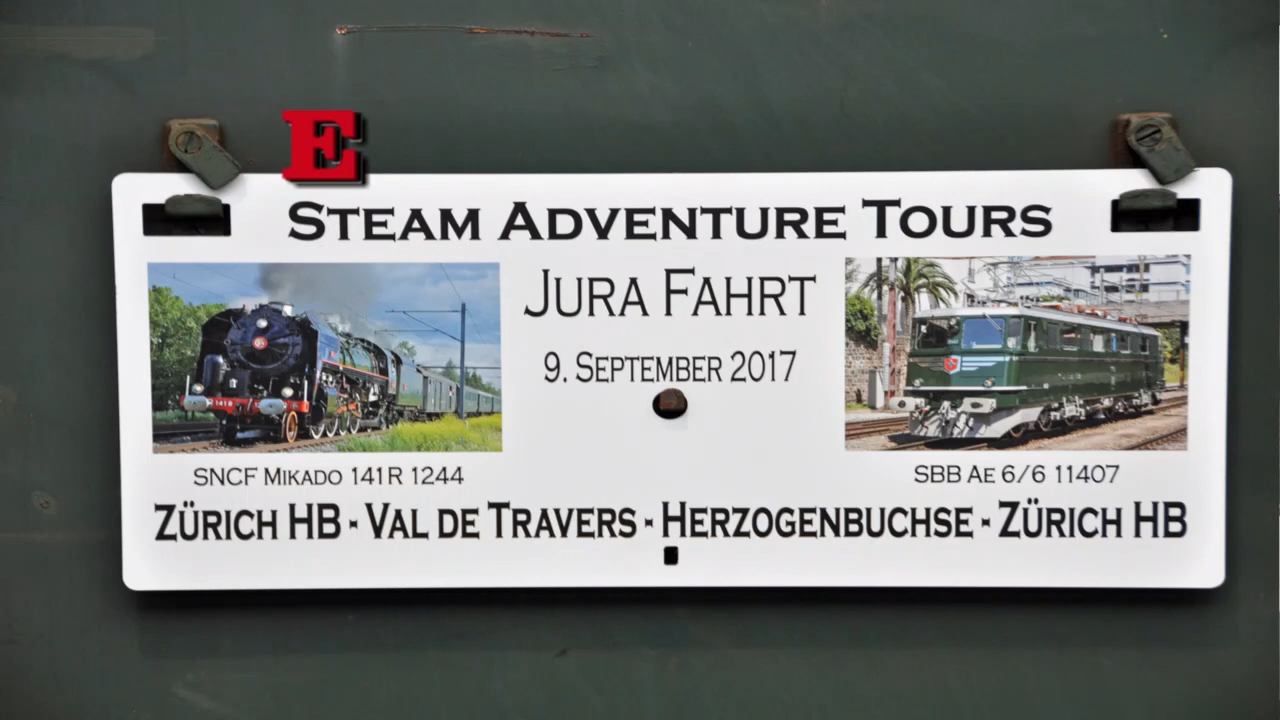 E
STEAM ADVENTURE TOURS
JURA FAHRT
9. SEPTEMBER 2017
141 R
SNCF MIKADO 141R 1244
SBB AE 6/6 11407
ZÜRICH HB · VAL DE TRAVERS · HERZOGENBUCHSE · ZÜRICH HB